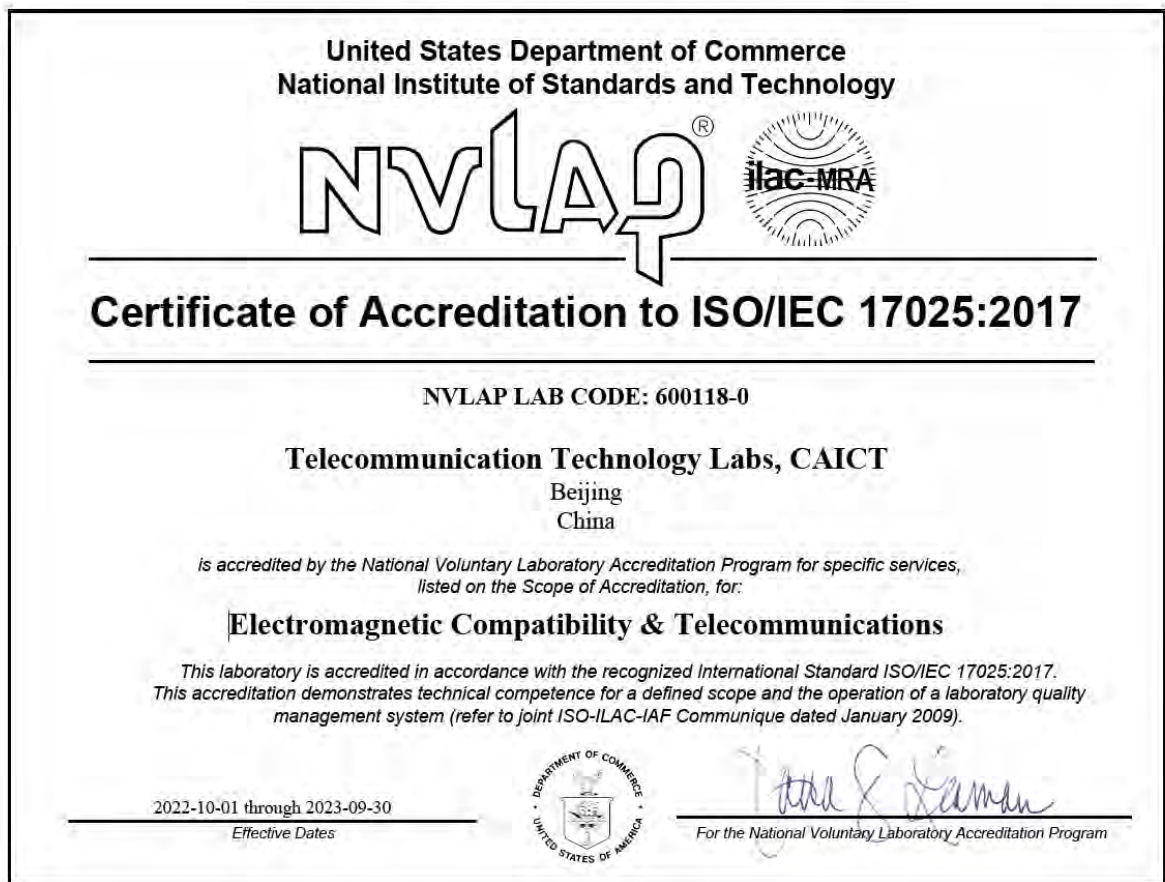 United States Department of Commerce
National Institute of Standards and Technology
NVLAP®
ilac-MRA
Certificate of Accreditation to ISO/IEC 17025:2017
NVLAP LAB CODE: 600118-0
Telecommunication Technology Labs, CAICT
Beijing
China
is accredited by the National Voluntary Laboratory Accreditation Program for specific services,
listed on the Scope of Accreditation, for:
Electromagnetic Compatibility & Telecommunications
This laboratory is accredited in accordance with the recognized International Standard ISO/IEC 17025:2017.
This accreditation demonstrates technical competence for a defined scope and the operation of a laboratory quality
management system (refer to joint ISO-ILAC-IAF Communique dated January 2009).
2022-10-01 through 2023-09-30
Effective Dates
DEPARTMENT OF COMMERCE
UNITED STATES OF AMERICA
For the National Voluntary Laboratory Accreditation Program